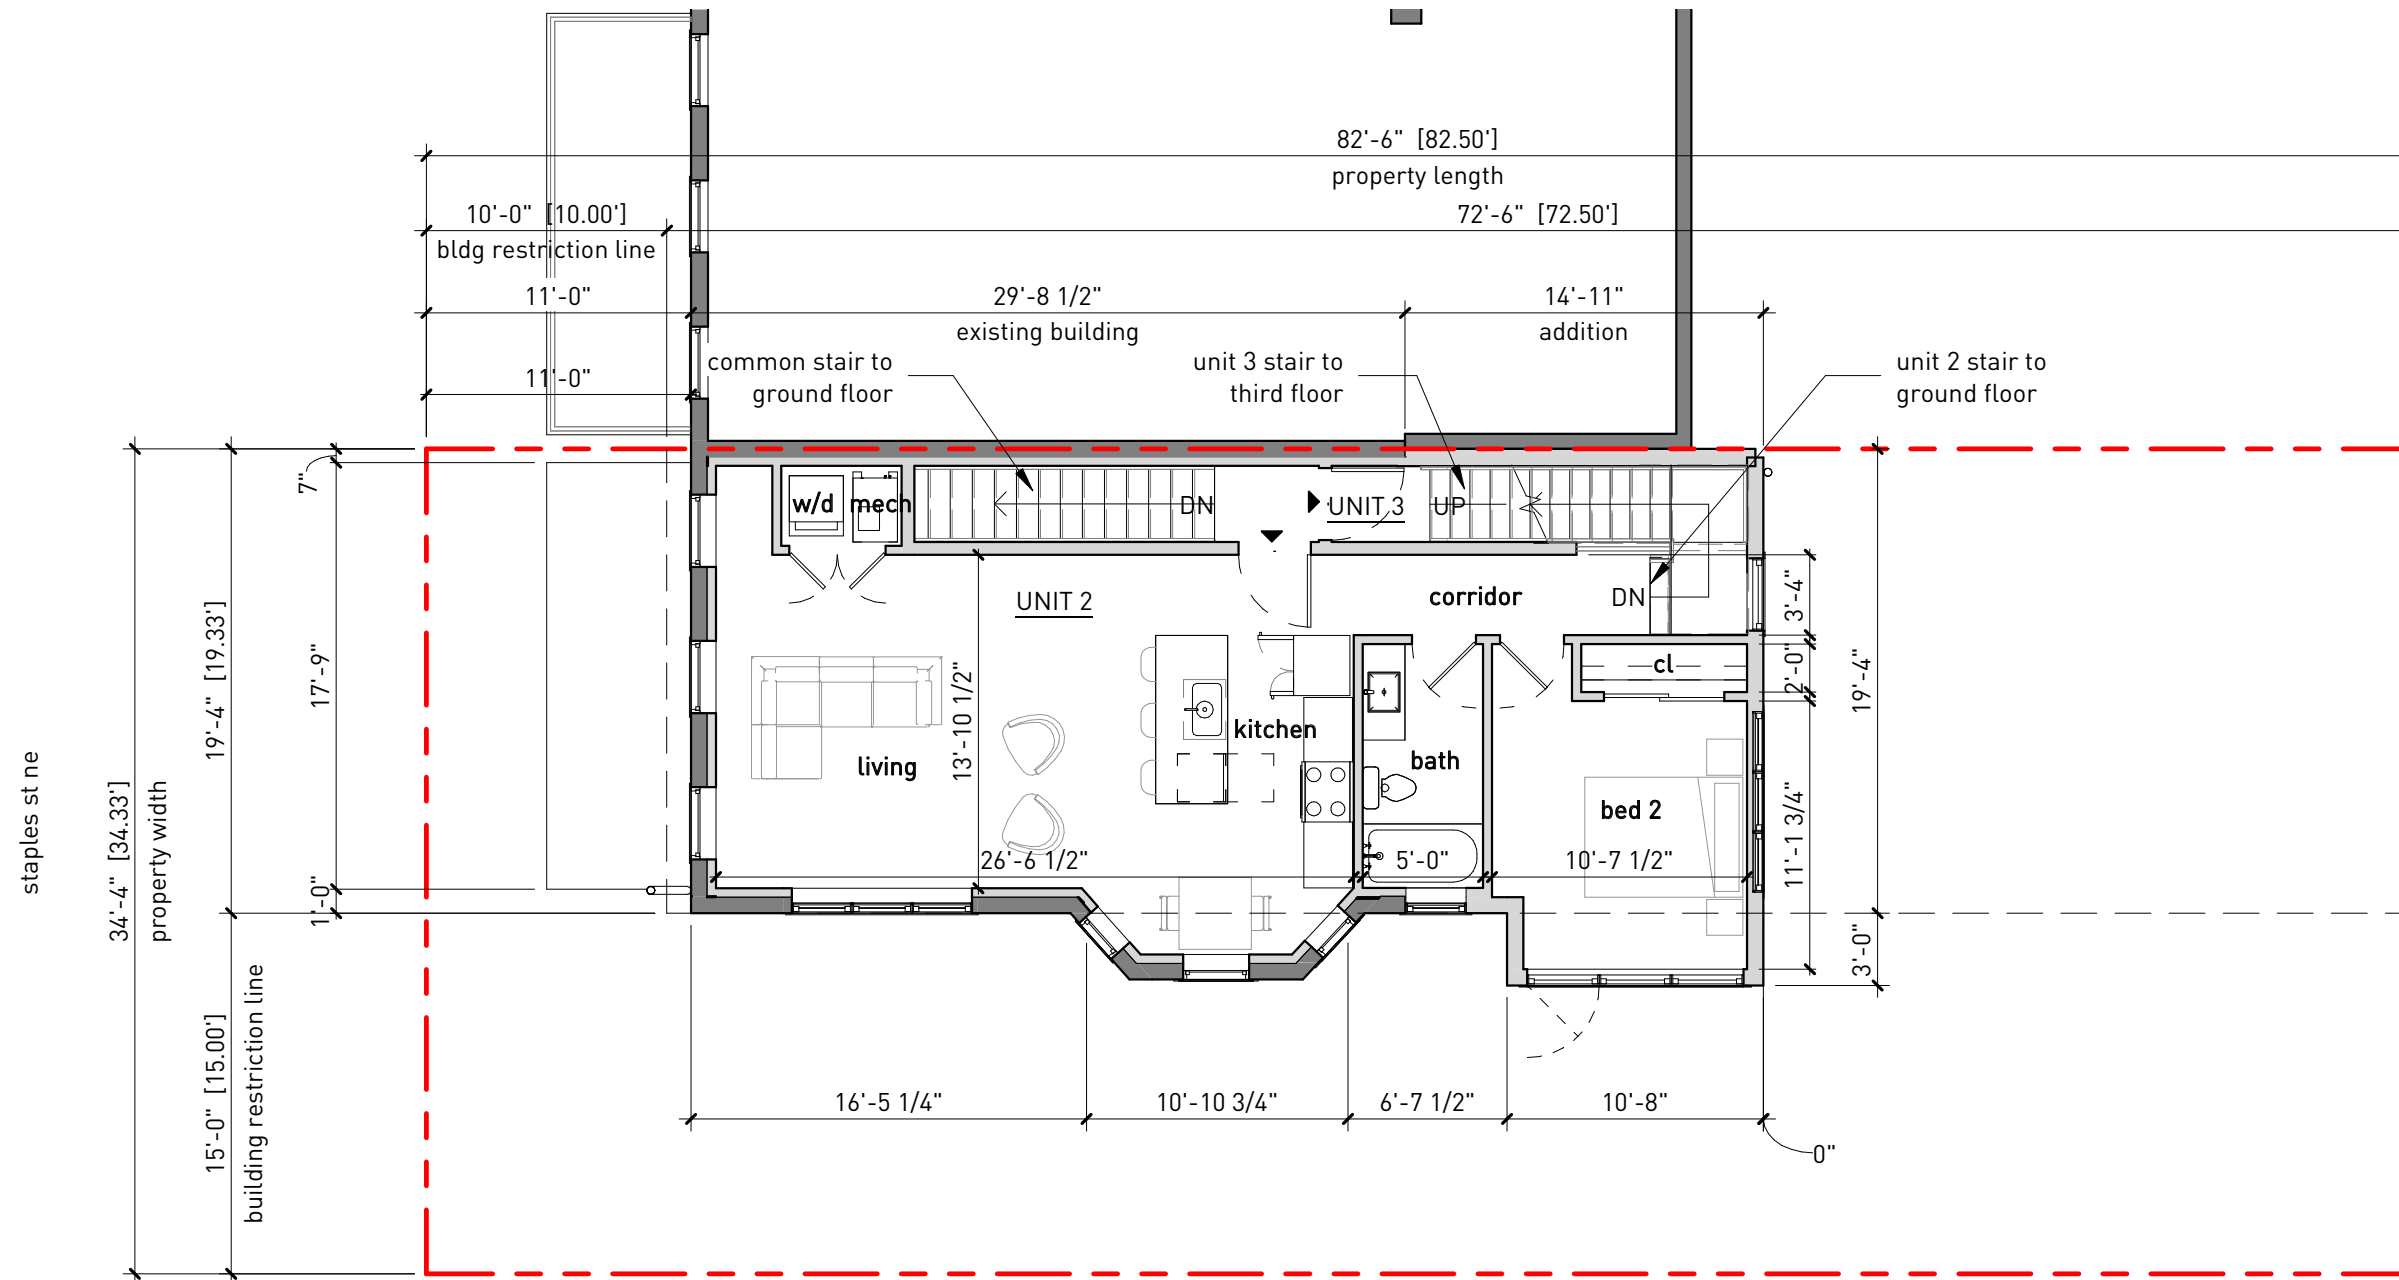 82'-6" [82.50']
property length
10'-0" [10.00']
72'-6" [72.50']
bldg restriction line
11'-0"
29'-8 1/2"
14'-11"
existing building
addition
common stair to
ground floor
unit 3 stair to
third floor
unit 2 stair to
ground floor
11'-0"
7"
w/d
mech
DN
UNIT 3
UP
UNIT 2
corridor
DN
3'-4"
cl
2'-0"
19'-4" [19.33']
17'-9"
13'-10 1/2"
19'-4"
kitchen
living
bath
bed 2
11'-1 3/4"
staples st ne
34'-4" [34.33']
property width
26'-6 1/2"
5'-0"
10'-7 1/2"
1'-0"
3'-0"
15'-0" [15.00']
building restriction line
16'-5 1/4"
10'-10 3/4"
6'-7 1/2"
10'-8"
0"